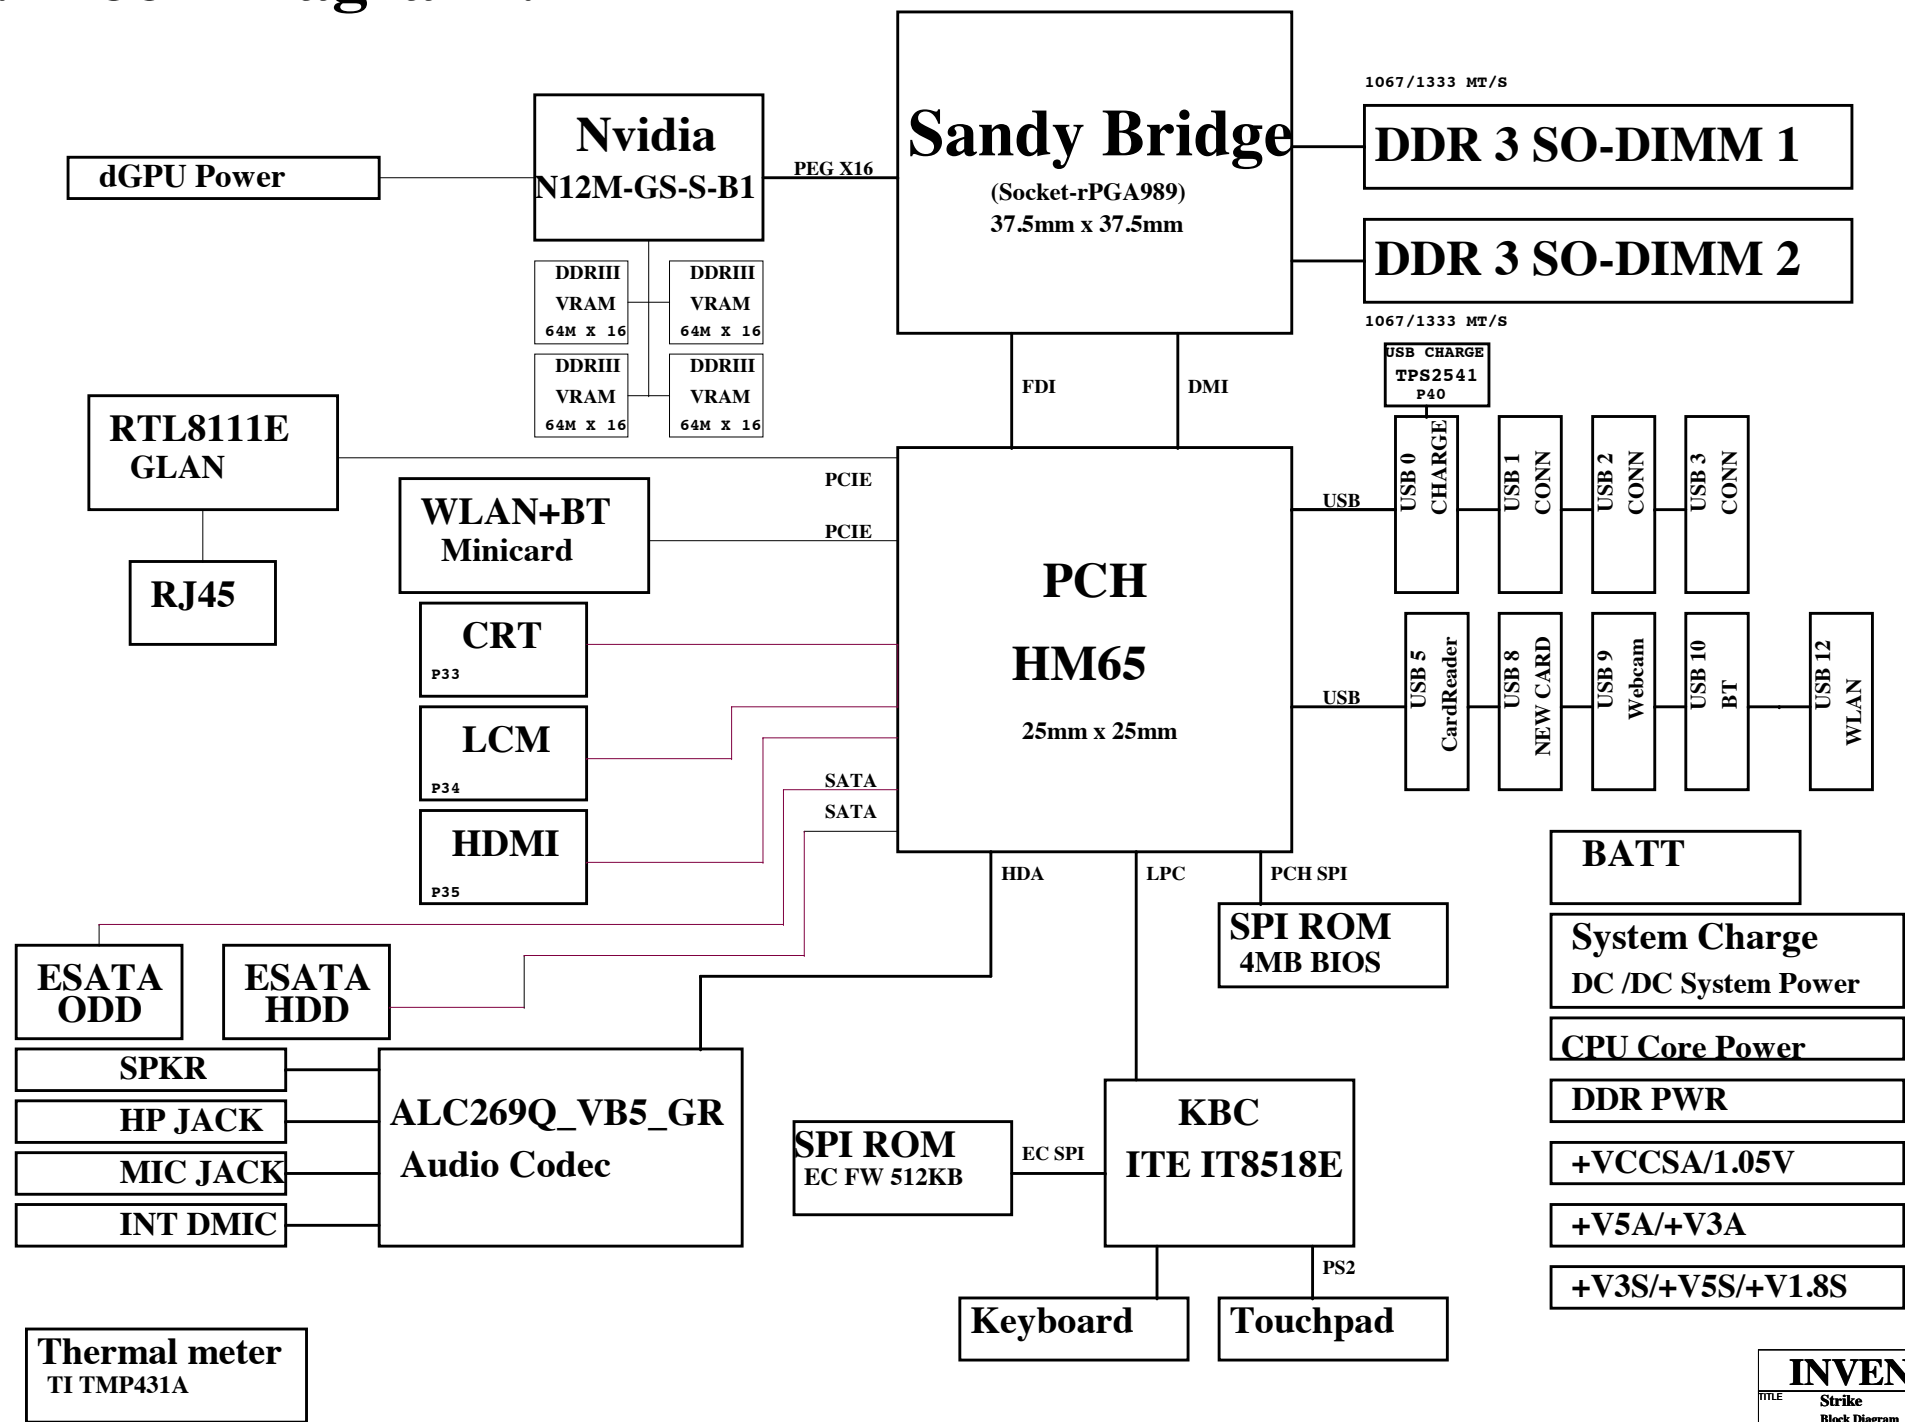 Sandy Bridge
(Socket-rPGA989)
37.5mm x 37.5mm
1067/1333 MT/S
DDR 3 SO-DIMM 1
DDR 3 SO-DIMM 2
1067/1333 MT/S
Nvidia
N12M-GS-S-B1
PEG X16
dGPU Power
DDRIII
VRAM
64M X 16
DDRIII
VRAM
64M X 16
DDRIII
VRAM
64M X 16
DDRIII
VRAM
64M X 16
FDI
DMI
USB CHARGE
TPS2541
P40
RTL8111E
GLAN
PCIE
WLAN+BT
Minicard
PCIE
RJ45
CRT
P33
LCM
P34
HDMI
P35
SATA
SATA
PCH
HM65
25mm x 25mm
USB
USB 0
CHARGE
USB 1
CONN
USB 2
CONN
USB 3
CONN
USB
USB 5
CardReader
USB 8
NEW CARD
USB 9
Webcam
USB 10
BT
USB 12
WLAN
HDA
LPC
PCH SPI
SPI ROM
4MB BIOS
ESATA
ODD
ESATA
HDD
SPKR
HP JACK
MIC JACK
INT DMIC
ALC269Q_VB5_GR
Audio Codec
SPI ROM
EC FW 512KB
EC SPI
KBC
ITE IT8518E
PS2
Keyboard
Touchpad
BATT
System Charge
DC /DC System Power
CPU Core Power
DDR PWR
+VCCSA/1.05V
+V5A/+V3A
+V3S/+V5S/+V1.8S
Thermal meter
TI TMP431A
INVEN
TITLE
Strike
Block Diagram